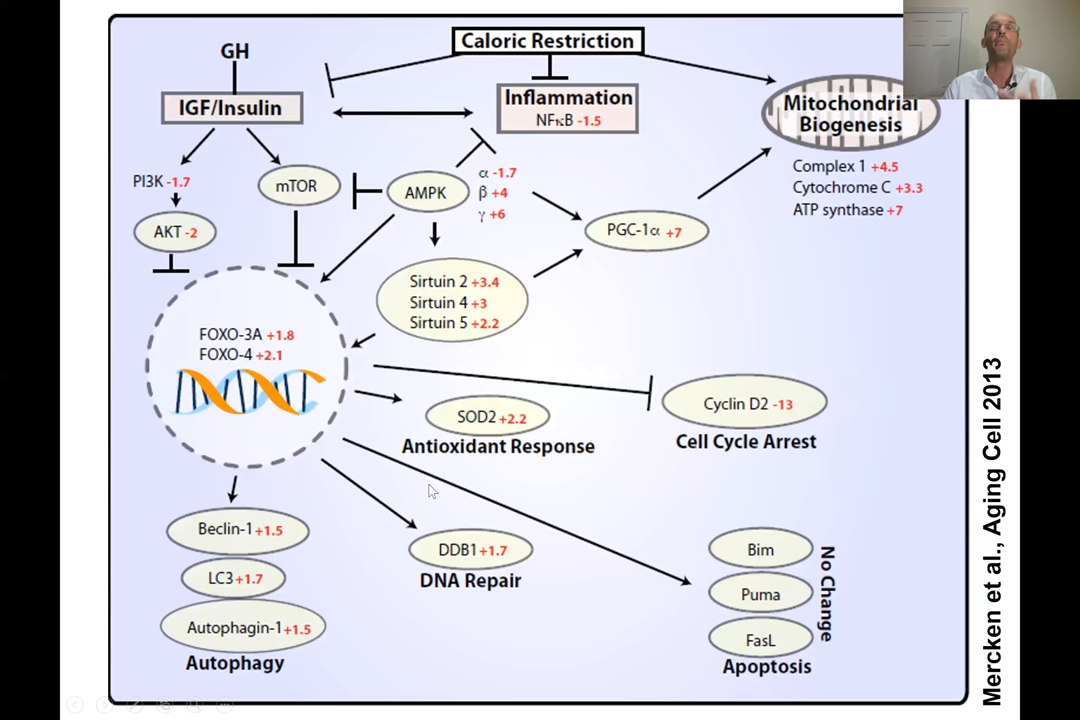 Caloric Restriction
GH
IGF/Insulin
Inflammation
NFκB -1.5
Mitochondrial
Biogenesis
Complex 1 +4.5
Cytochrome C +3.3
ATP synthase +7
PI3K -1.7
mTOR
AMPK
α -1.7
β +4
γ +6
AKT -2
PGC-1α +7
Sirtuin 2 +3.4
Sirtuin 4 +3
Sirtuin 5 +2.2
FOXO-3A +1.8
FOXO-4 +2.1
SOD2 +2.2
Antioxidant Response
Cyclin D2 -13
Cell Cycle Arrest
Beclin-1 +1.5
LC3 +1.7
Autophagin-1 +1.5
Autophagy
DDB1 +1.7
DNA Repair
Bim
Puma
FasL
No Change
Apoptosis
Mercken et al., Aging Cell 2013